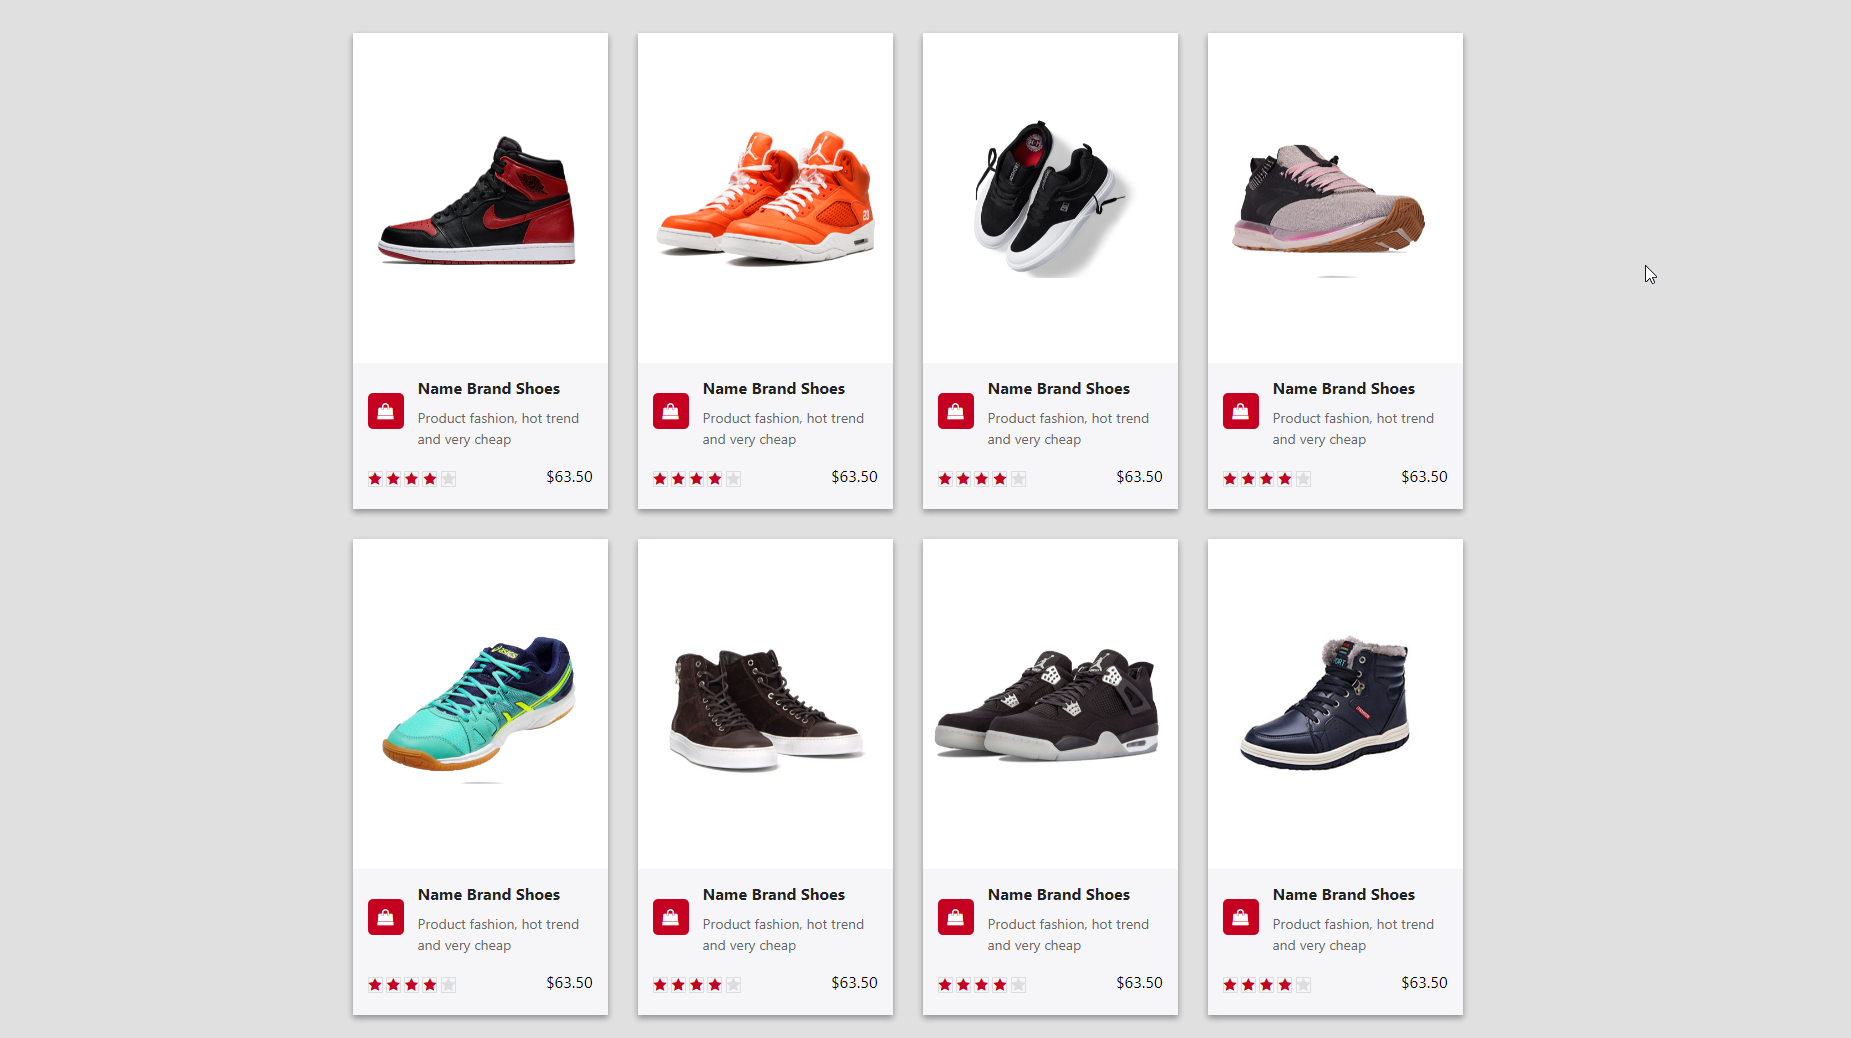 23
Name Brand Shoes
Product fashion, hot trend
and very cheap
$63.50
Name Brand Shoes
Product fashion, hot trend
and very cheap
$63.50
Name Brand Shoes
Product fashion, hot trend
and very cheap
$63.50
Name Brand Shoes
Product fashion, hot trend
and very cheap
$63.50
asics
Name Brand Shoes
Product fashion, hot trend
and very cheap
$63.50
Name Brand Shoes
Product fashion, hot trend
and very cheap
$63.50
Name Brand Shoes
Product fashion, hot trend
and very cheap
$63.50
Name Brand Shoes
Product fashion, hot trend
and very cheap
$63.50